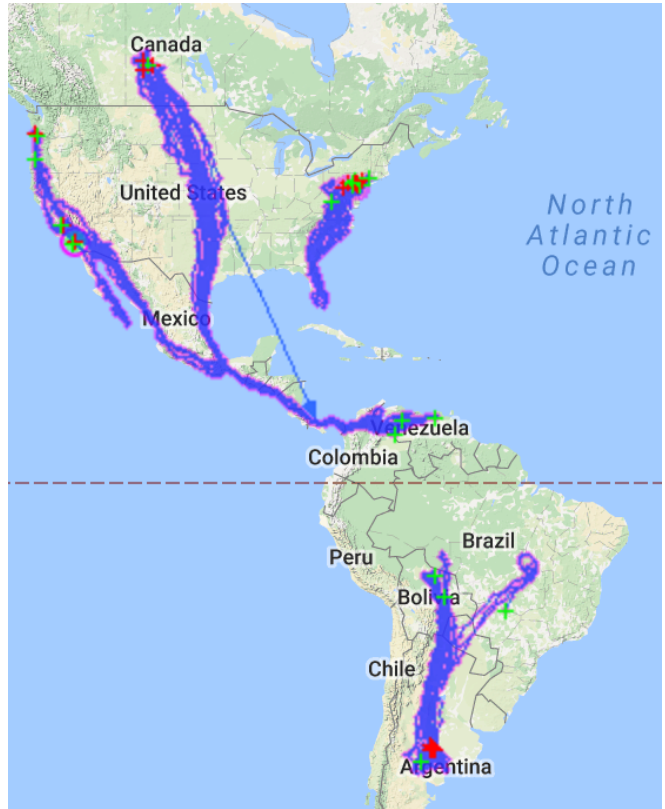 Canada
United States
North
Atlantic
Ocean
Mexico
Venezuela
Colombia
Brazil
Peru
Bolivia
Chile
Argentina